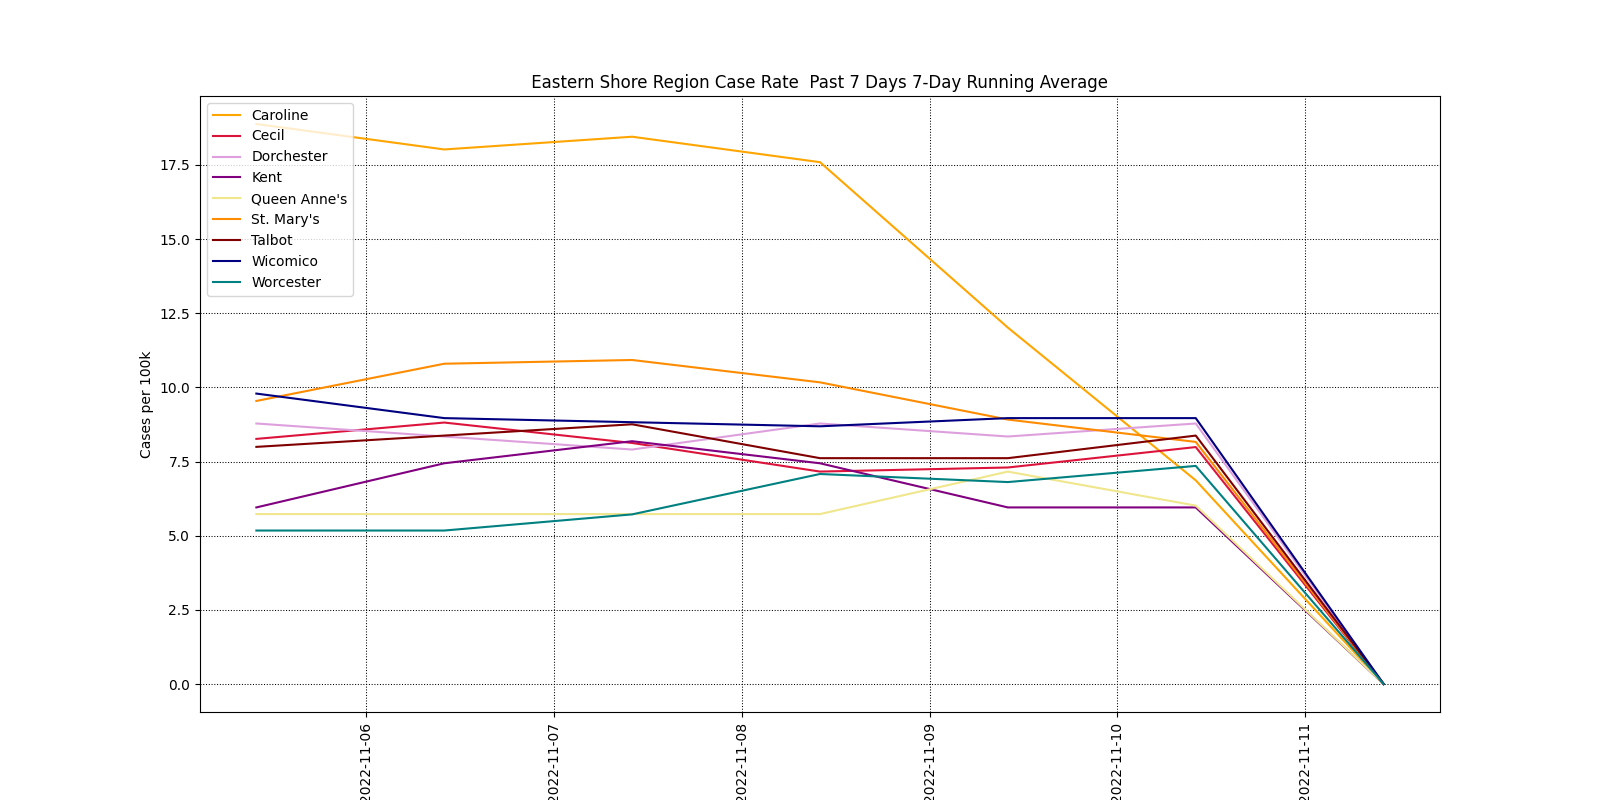 Eastern Shore Region Case Rate  Past 7 Days 7-Day Running Average
Caroline
Cecil
Dorchester
Kent
Queen Anne's
St. Mary's
Talbot
Wicomico
Worcester
Cases per 100k
17.5
15.0
12.5
10.0
7.5
5.0
2.5
0.0
2022-11-06
2022-11-07
2022-11-08
2022-11-09
2022-11-10
2022-11-11